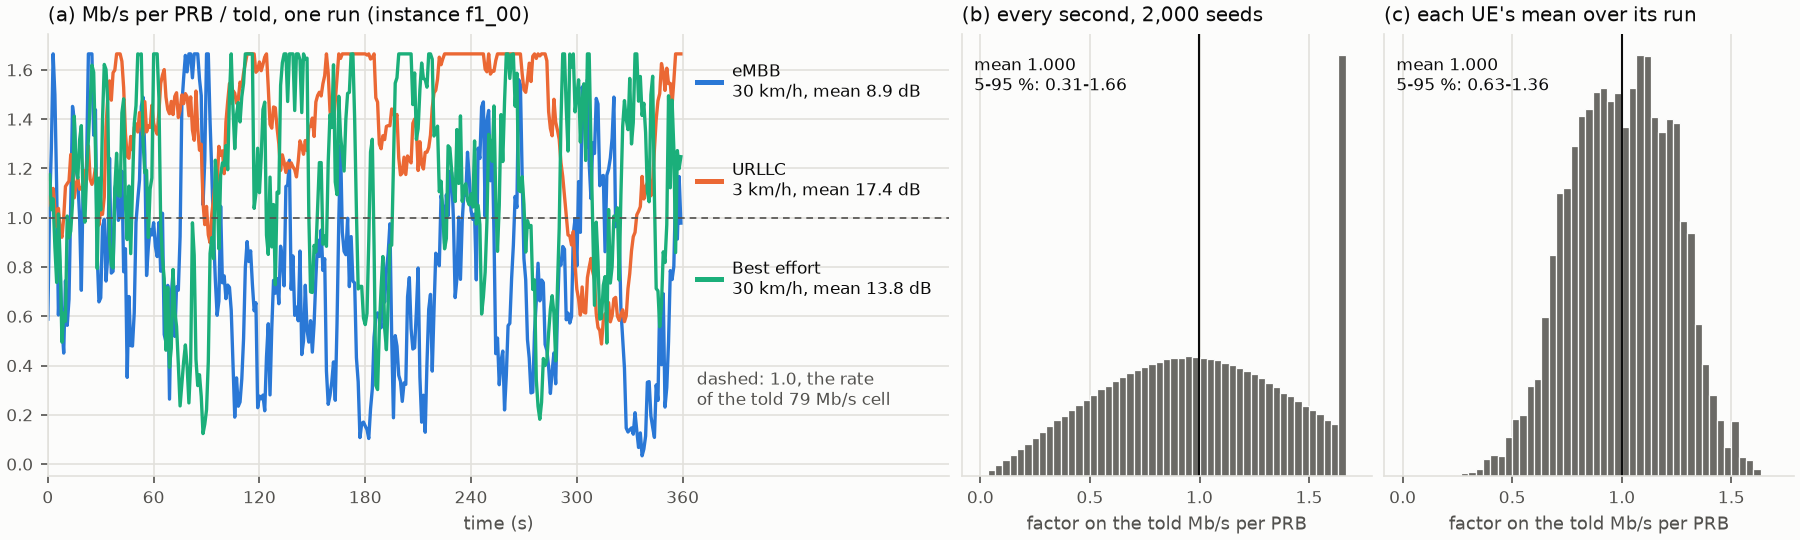 (a) Mb/s per PRB / told, one run (instance f1_00)
1.6
1.4
1.2
1.0
0.8
0.6
0.4
0.2
0.0
0 60 120 180 240 300 360
time (s)
eMBB
30 km/h, mean 8.9 dB
URLLC
3 km/h, mean 17.4 dB
Best effort
30 km/h, mean 13.8 dB
dashed: 1.0, the rate
of the told 79 Mb/s cell
(b) every second, 2,000 seeds
mean 1.000
5-95 %: 0.31-1.66
0.0 0.5 1.0 1.5
factor on the told Mb/s per PRB
(c) each UE's mean over its run
mean 1.000
5-95 %: 0.63-1.36
0.0 0.5 1.0 1.5
factor on the told Mb/s per PRB